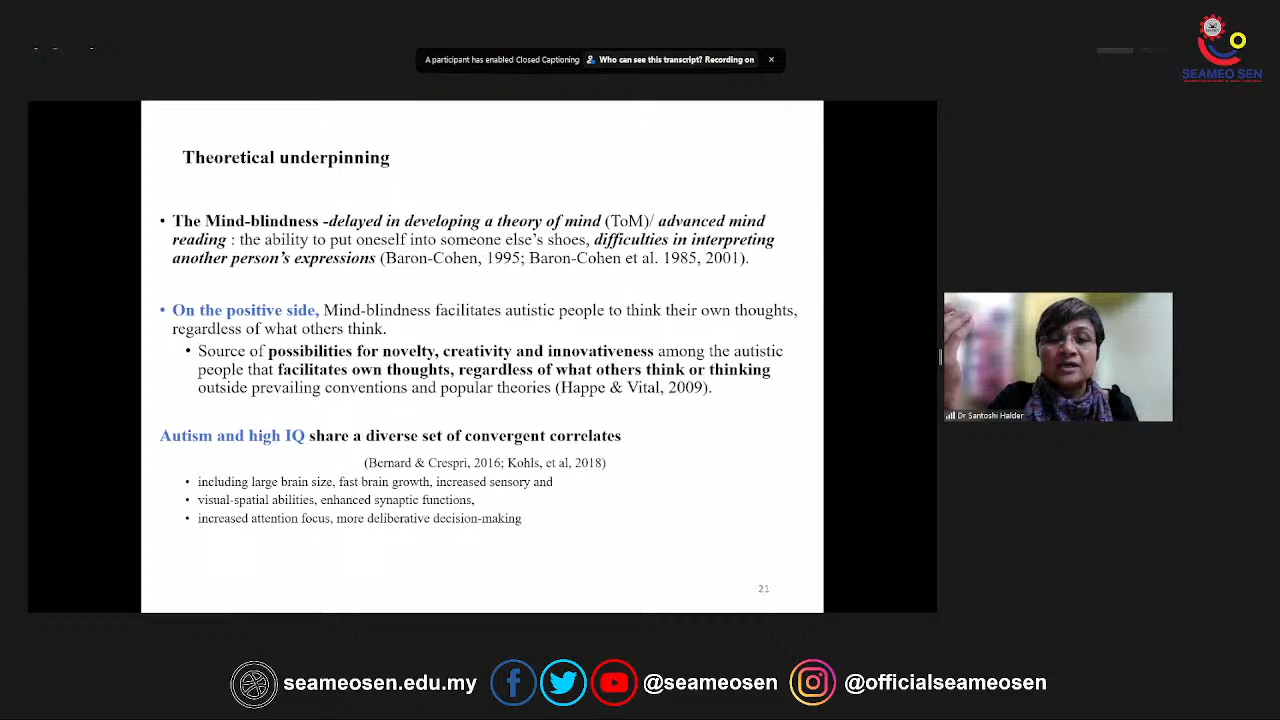 A participant has enabled Closed Captioning Who can see this transcript? Recording on ×
SEAMEO SEN
Theoretical underpinning
• The Mind-blindness -delayed in developing a theory of mind (ToM)/ advanced mind
reading : the ability to put oneself into someone else’s shoes, difficulties in interpreting
another person’s expressions (Baron-Cohen, 1995; Baron-Cohen et al. 1985, 2001).
• On the positive side, Mind-blindness facilitates autistic people to think their own thoughts,
regardless of what others think.
• Source of possibilities for novelty, creativity and innovativeness among the autistic
people that facilitates own thoughts, regardless of what others think or thinking
outside prevailing conventions and popular theories (Happe & Vital, 2009).
Autism and high IQ share a diverse set of convergent correlates
(Bernard & Crespri, 2016; Kohls, et al, 2018)
• including large brain size, fast brain growth, increased sensory and
• visual-spatial abilities, enhanced synaptic functions,
• increased attention focus, more deliberative decision-making
21
Dr Santoshi Halder
seameosen.edu.my @seameosen @officialseameosen